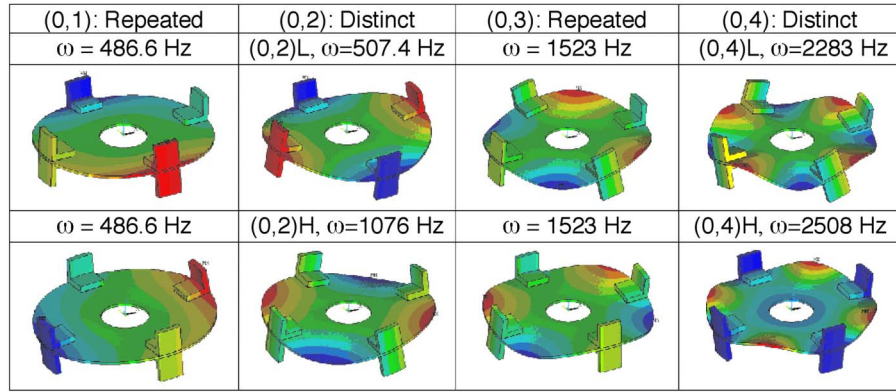 (0,1): Repeated (0,2): Distinct (0,3): Repeated (0,4): Distinct
ω = 486.6 Hz (0,2)L, ω=507.4 Hz ω = 1523 Hz (0,4)L, ω=2283 Hz
ω = 486.6 Hz (0,2)H, ω=1076 Hz ω = 1523 Hz (0,4)H, ω=2508 Hz